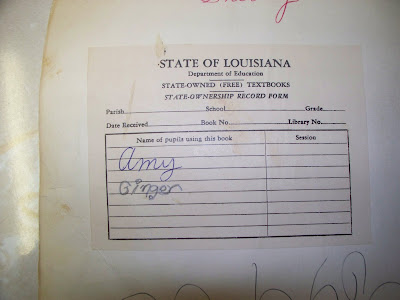 STATE OF LOUISIANA
Department of Education
STATE-OWNED (FREE) TEXTBOOKS
STATE-OWNERSHIP RECORD FORM
Parish School Grade
Date Received Book No. Library No.
Name of pupils using this book Session
Amy
Ginger